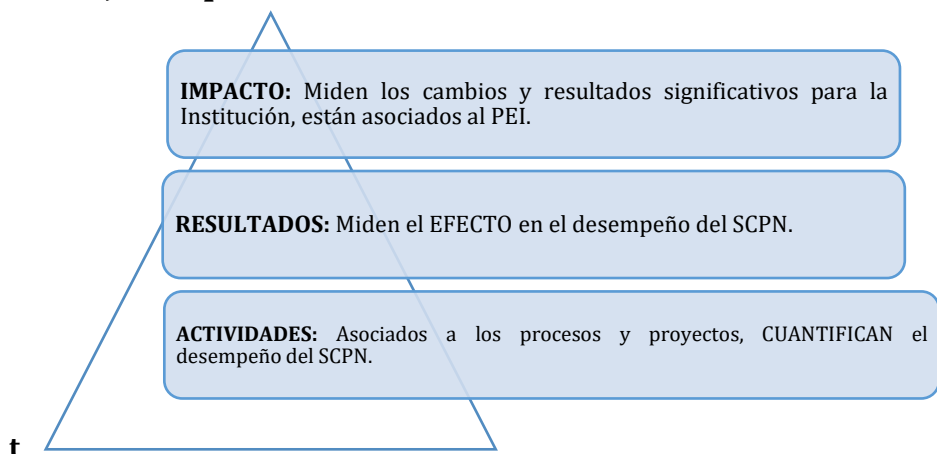 IMPACTO: Miden los cambios y resultados significativos para la
Institución, están asociados al PEI.
RESULTADOS: Miden el EFECTO en el desempeño del SCPN.
ACTIVIDADES: Asociados a los procesos y proyectos, CUANTIFICAN el
desempeño del SCPN.
t